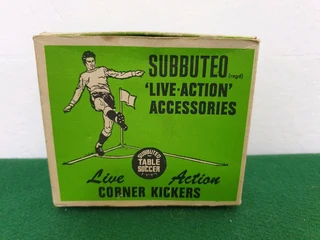 SUBBUTEO (regd)
'LIVE-ACTION'
ACCESSORIES
SUBBUTEO
TABLE
SOCCER
Live Action
CORNER KICKERS